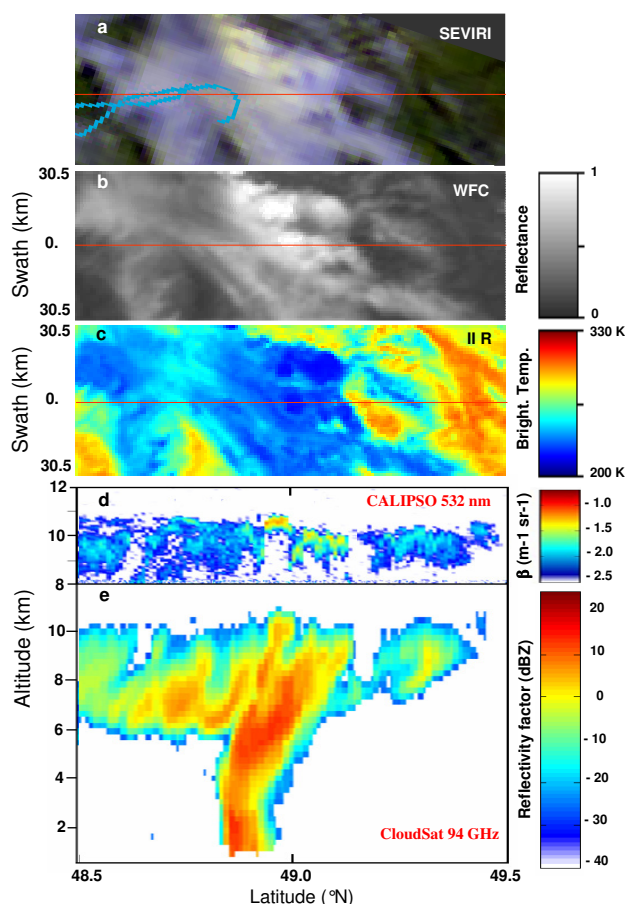 a
SEVIRI
30.5
b
WFC
Swath (km)
0.
30.5
1
Reflectance
0
30.5
c
II R
Swath (km)
0.
30.5
330 K
Bright. Temp.
200 K
12
d
CALIPSO 532 nm
10
8
- 1.0
- 1.5
- 2.0
- 2.5
β (m-1 sr-1)
e
Altitude (km)
10
8
6
4
2
CloudSat 94 GHz
20
10
0
- 10
- 20
- 30
- 40
Reflectivity factor (dBZ)
48.5
49.0
49.5
Latitude (°N)